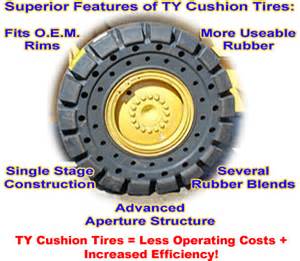 Superior Features of TY Cushion Tires:
Fits O.E.M.
Rims
More Useable
Rubber
Single Stage
Construction
Several
Rubber Blends
Advanced
Aperture Structure
TY Cushion Tires = Less Operating Costs +
Increased Efficiency!